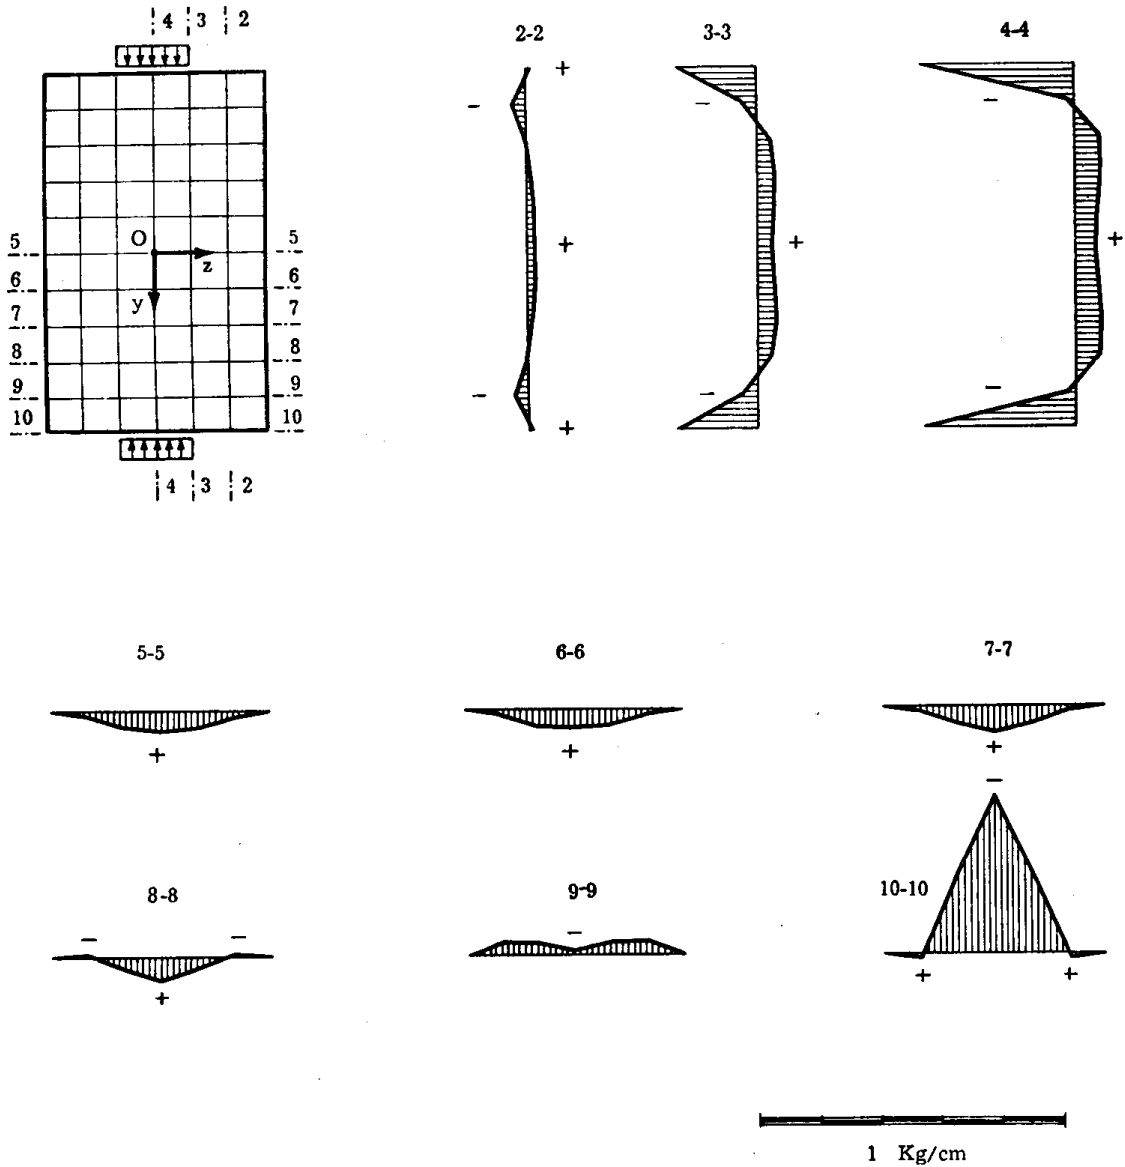 4 3 2
2-2 3-3 4-4
+
-
- -
O
5 5
z
+ + +
6 6
y
7 7
8 8
9 9
- - - -
10 10
+ +
4 3 2
5-5 6-6 7-7
+ + +
-
8-8 9-9 10-10
- - -
+ + +
1 Kg/cm